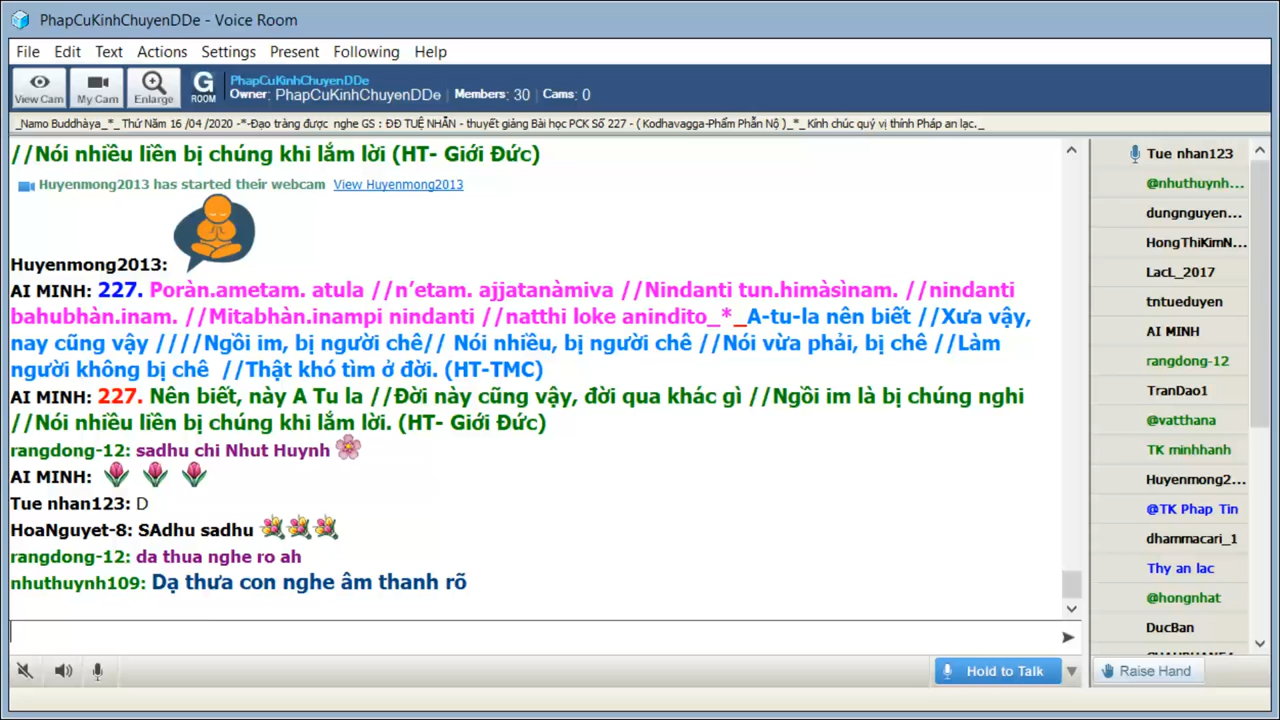 PhapCuKinhChuyenDDe - Voice Room
File Edit Text Actions Settings Present Following Help
View Cam My Cam Enlarge G ROOM
PhapCuKinhChuyenDDe
Owner: PhapCuKinhChuyenDDe Members: 30 Cams: 0
_Namo Buddhàya_*_ Thứ Năm 16 /04 /2020 -*-Đạo tràng được nghe GS : ĐĐ TUỆ NHẪN - thuyết giảng Bài học PCK Số 227 - ( Kodhavagga-Phẩm Phẫn Nộ )_*_ Kính chúc quý vị thính Pháp an lạc._
//Nói nhiều liền bị chúng khi lắm lời (HT- Giới Đức)
Huyenmong2013 has started their webcam View Huyenmong2013
Huyenmong2013:
AI MINH: 227. Poràn.ametam. atula //n’etam. ajjatanàmiva //Nindanti tun.himàsìnam. //nindanti
bahubhàn.inam. //Mitabhàn.inampi nindanti //natthi loke anindito_*_A-tu-la nên biết //Xưa vậy,
nay cũng vậy ////Ngồi im, bị người chê// Nói nhiều, bị người chê //Nói vừa phải, bị chê //Làm
người không bị chê //Thật khó tìm ở đời. (HT-TMC)
AI MINH: 227. Nên biết, này A Tu la //Đời này cũng vậy, đời qua khác gì //Ngồi im là bị chúng nghi
//Nói nhiều liền bị chúng khi lắm lời. (HT- Giới Đức)
rangdong-12: sadhu chi Nhut Huynh
AI MINH:
Tue nhan123: D
HoaNguyet-8: SAdhu sadhu
rangdong-12: da thua nghe ro ah
nhuthuynh109: Dạ thưa con nghe âm thanh rõ
Hold to Talk
Tue nhan123
@nhuthuynh...
dungnguyen...
HongThiKimN...
LacL_2017
tntueduyen
AI MINH
rangdong-12
TranDao1
@vatthana
TK minhhanh
Huyenmong2...
@TK Phap Tin
dhammacari_1
Thy an lac
@hongnhat
DucBan
Raise Hand